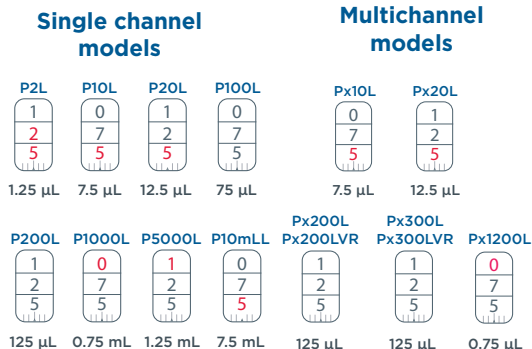 Single channel models
Multichannel models
P2L P10L P20L P100L Px10L Px20L
1 0 1 0 0 1
2 7 2 7 7 2
5 5 5 5 5 5
1.25 µL 7.5 µL 12.5 µL 75 µL 7.5 µL 12.5 µL
Px200L Px300L
P200L P1000L P5000L P10mLL Px200LVR Px300LVR Px1200L
1 0 1 0 1 1 0
2 7 2 7 2 2 7
5 5 5 5 5 5 5
125 µL 0.75 mL 1.25 mL 7.5 mL 125 µL 125 µL 0.75 µL